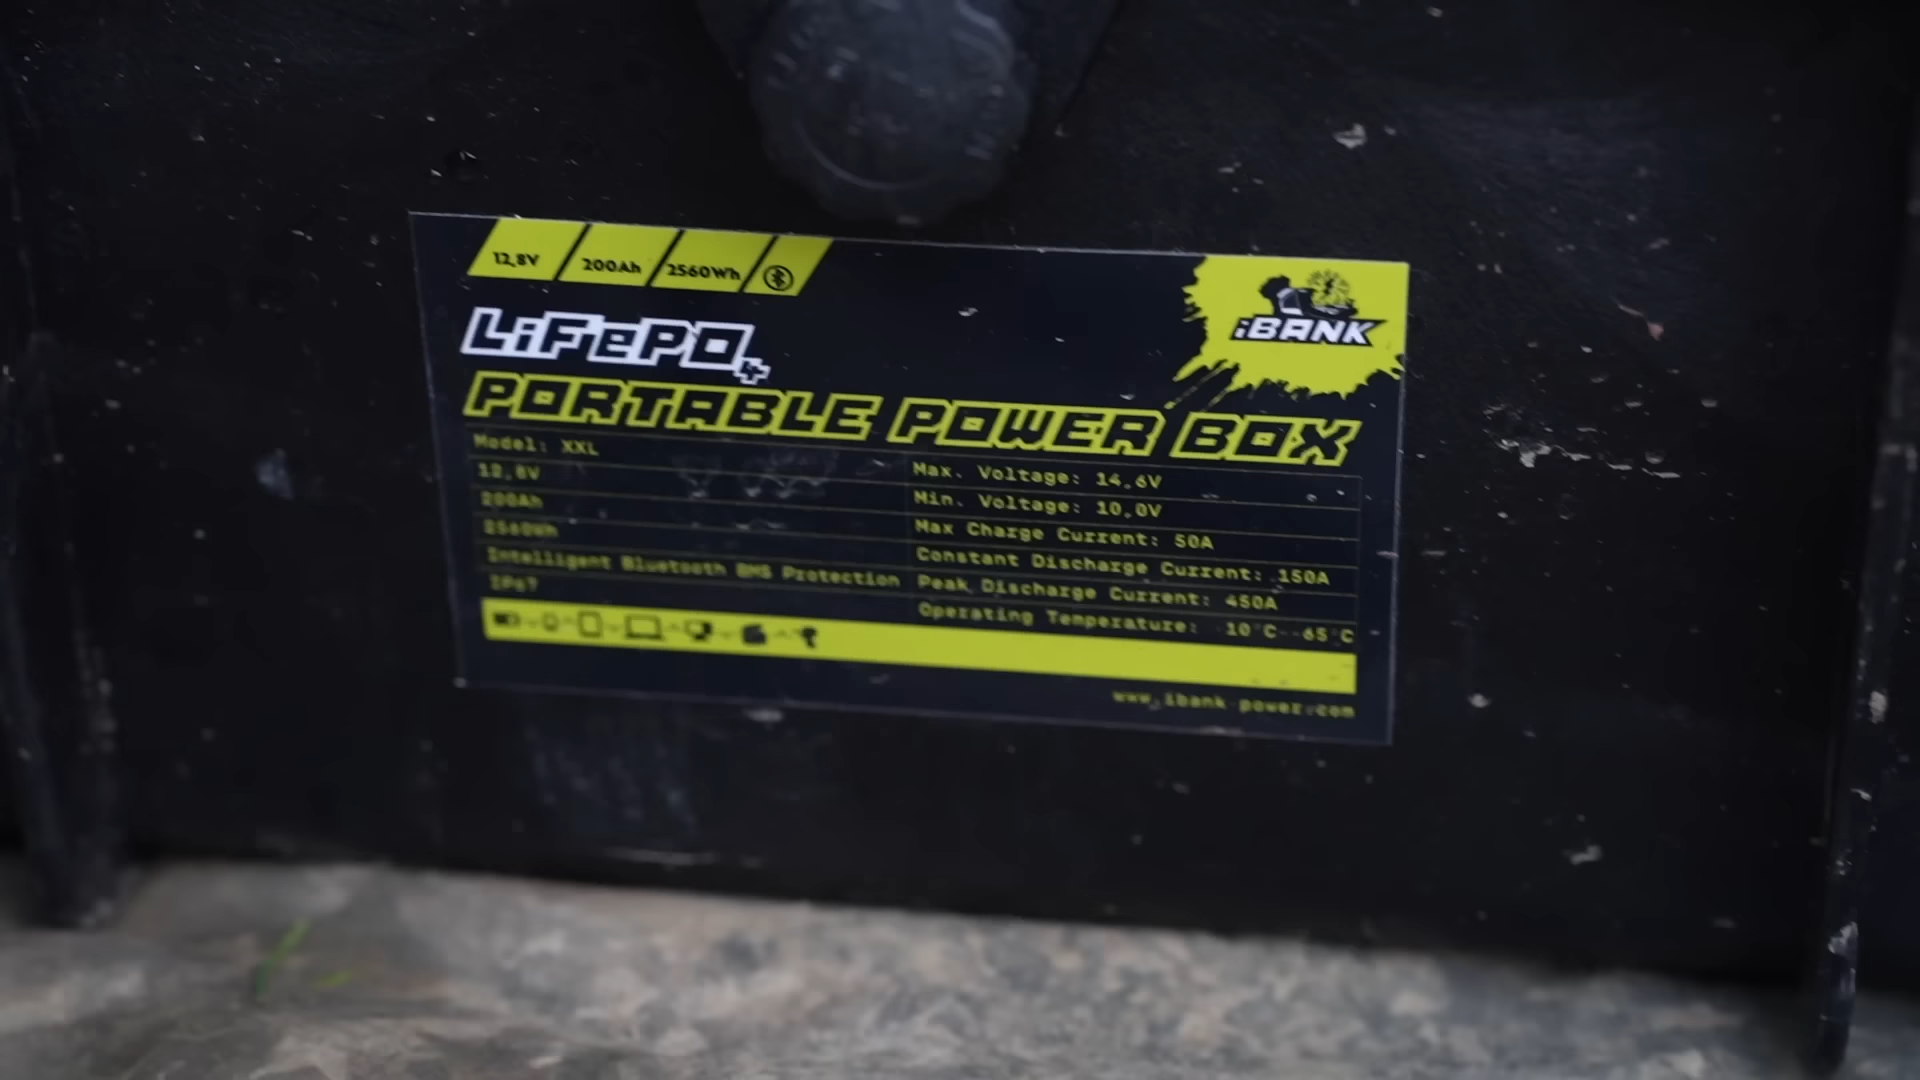 12,8V
200Ah
2560Wh
iBANK
LiFePO4
PORTABLE POWER BOX
Model: XXL
12,8V
200Ah
2560Wh
Intelligent Bluetooth BMS Protection
IP67
Max. Voltage: 14,6V
Min. Voltage: 10,0V
Max Charge Current: 50A
Constant Discharge Current: 150A
Peak Discharge Current: 450A
Operating Temperature: -10°C--65°C
www.ibank-power.com